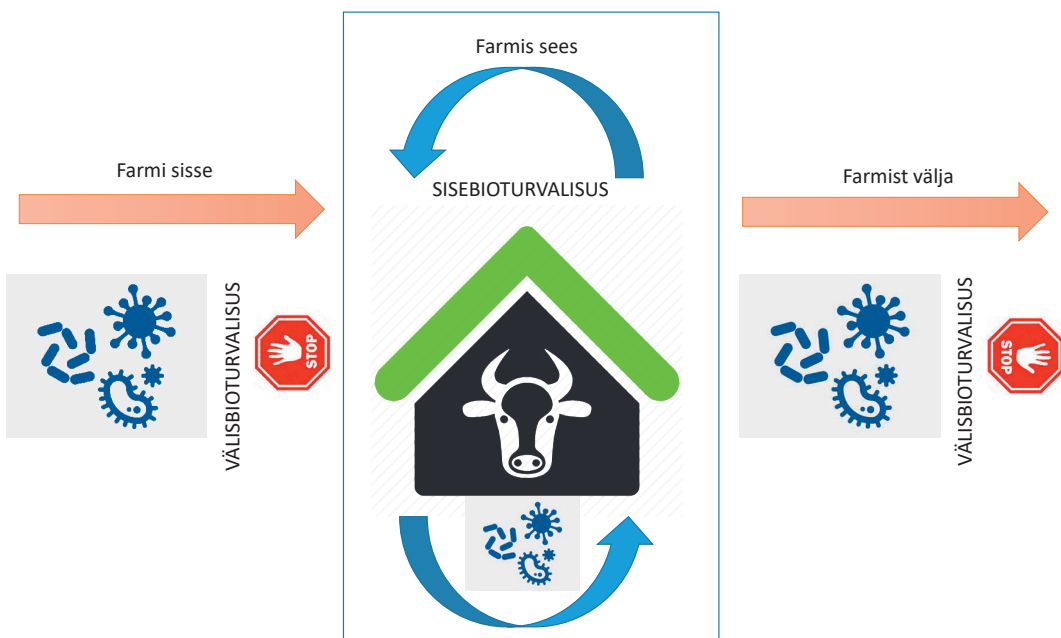 Farmis sees
Farmi sisse
SISEBIOTURVALISUS
Farmist välja
VÄLISBIOTURVALISUS
STOP
VÄLISBIOTURVALISUS
STOP